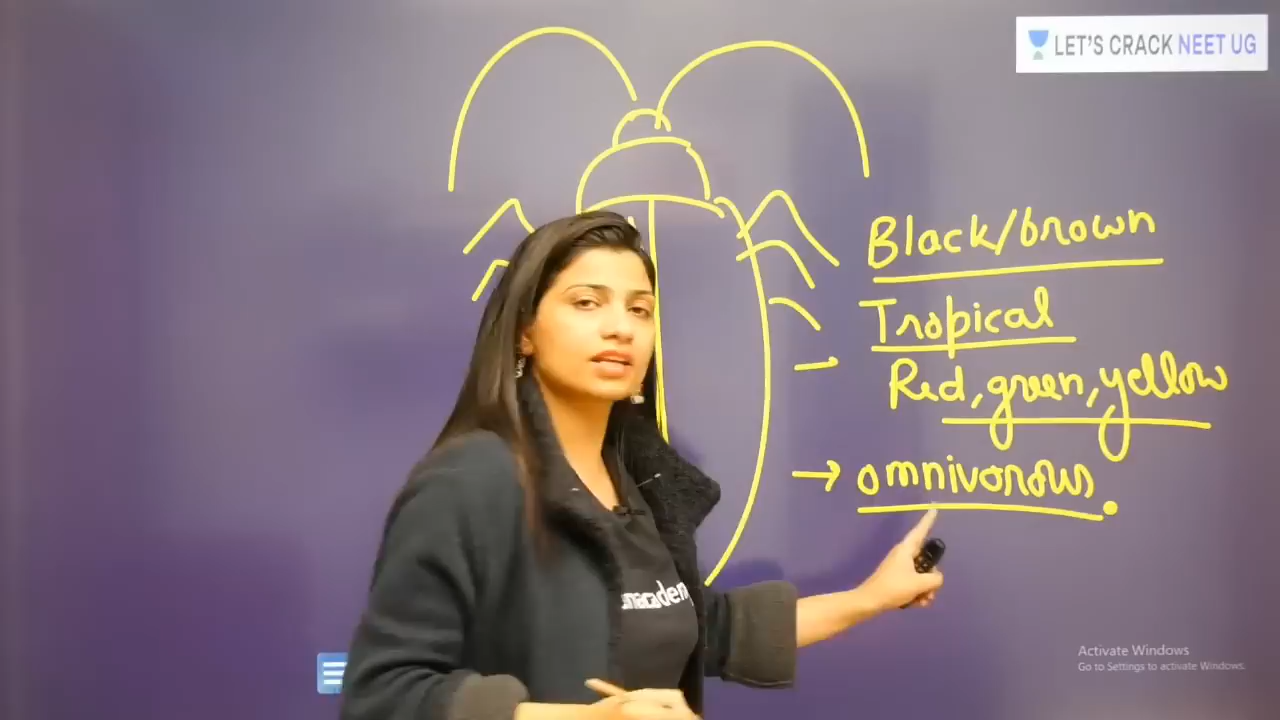 LET'S CRACK NEET UG
Black/brown
Tropical
Red, green, yellow
→ omnivorous.
unacadem
Activate Windows
Go to Settings to activate Windows.